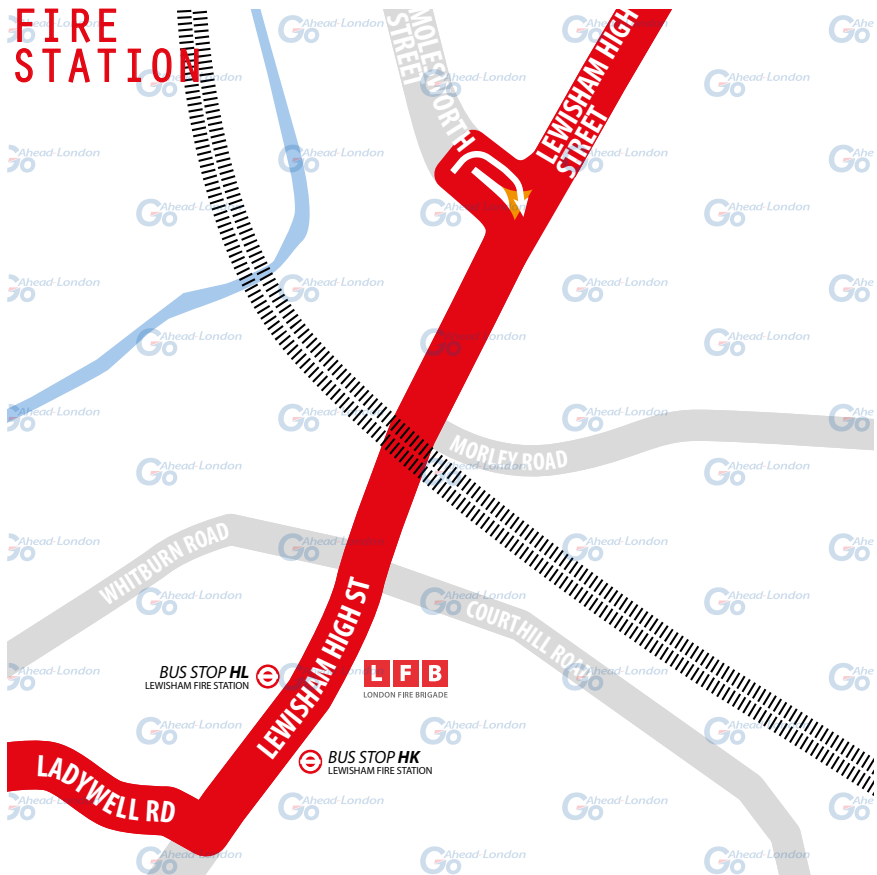 FIRE
STATION
MOLESWORTH
STREET
LEWISHAM HIGH
STREET
MORLEY ROAD
WHITBURN ROAD
COURTHILL ROAD
LEWISHAM HIGH ST
BUS STOP HL
LEWISHAM FIRE STATION
LFB
LONDON FIRE BRIGADE
BUS STOP HK
LEWISHAM FIRE STATION
LADYWELL RD
Go Ahead-London